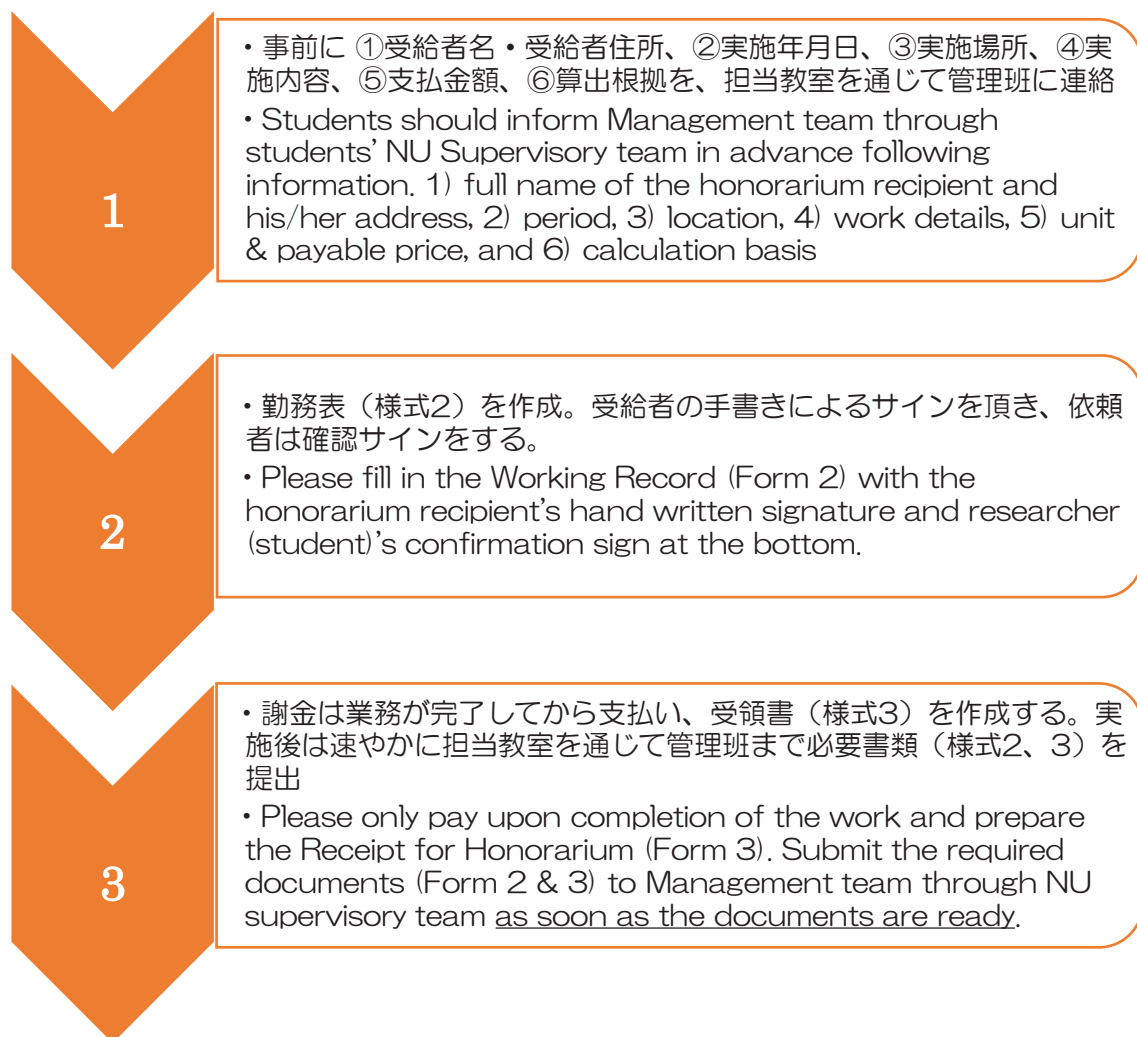 1
・事前に ①受給者名・受給者住所、②実施年月日、③実施場所、④実
施内容、⑤支払金額、⑥算出根拠を、担当教室を通じて管理班に連絡
・Students should inform Management team through
students' NU Supervisory team in advance following
information. 1) full name of the honorarium recipient and
his/her address, 2) period, 3) location, 4) work details, 5) unit
& payable price, and 6) calculation basis
2
・勤務表（様式2）を作成。受給者の手書きによるサインを頂き、依頼
者は確認サインをする。
・Please fill in the Working Record (Form 2) with the
honorarium recipient's hand written signature and researcher
(student)'s confirmation sign at the bottom.
3
・謝金は業務が完了してから支払い、受領書（様式3）を作成する。実
施後は速やかに担当教室を通じて管理班まで必要書類（様式2、3）を
提出
・Please only pay upon completion of the work and prepare
the Receipt for Honorarium (Form 3). Submit the required
documents (Form 2 & 3) to Management team through NU
supervisory team as soon as the documents are ready.